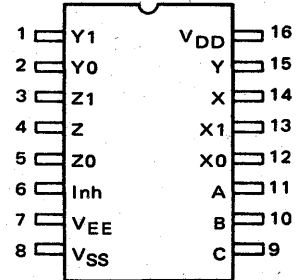 1 Y1 VDD 16
2 Y0 Y 15
3 Z1 X 14
4 Z X1 13
5 Z0 X0 12
6 Inh A 11
7 VEE B 10
8 VSS C 9